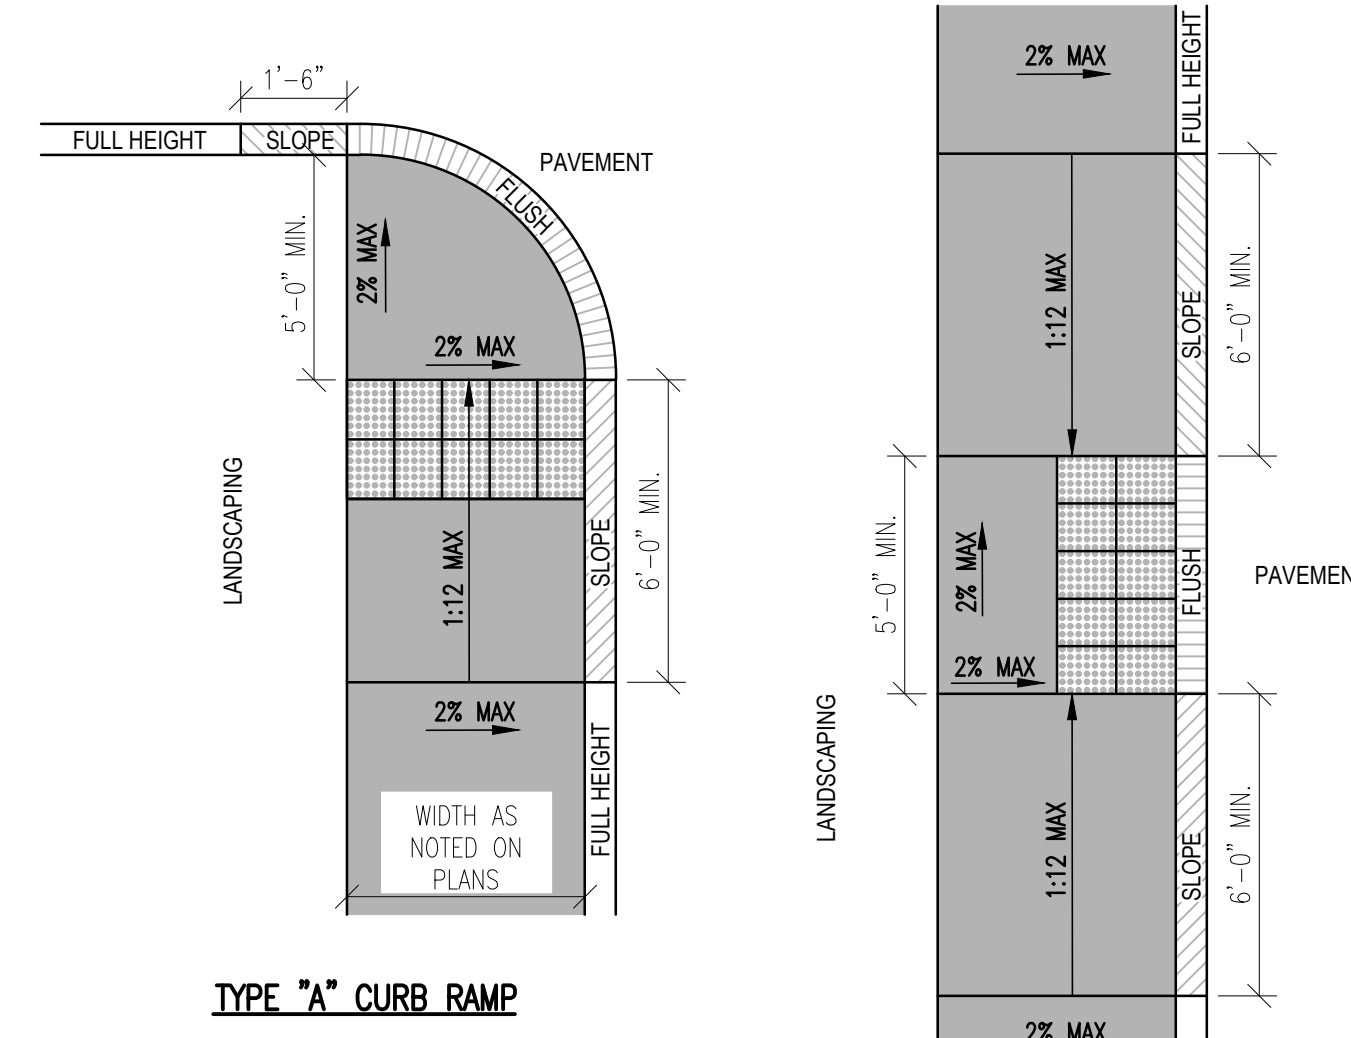 1'-6"
FULL HEIGHT
SLOPE
PAVEMENT
FLUSH
5'-0" MIN.
2% MAX
2% MAX
LANDSCAPING
1:12 MAX
SLOPE
6'-0" MIN.
2% MAX
FULL HEIGHT
WIDTH AS
NOTED ON
PLANS
TYPE "A" CURB RAMP
2% MAX
FULL HEIGHT
1:12 MAX
SLOPE
6'-0" MIN.
5'-0" MIN.
2% MAX
2% MAX
FLUSH
PAVEMEN
LANDSCAPING
1:12 MAX
SLOPE
6'-0" MIN.
2% MAX